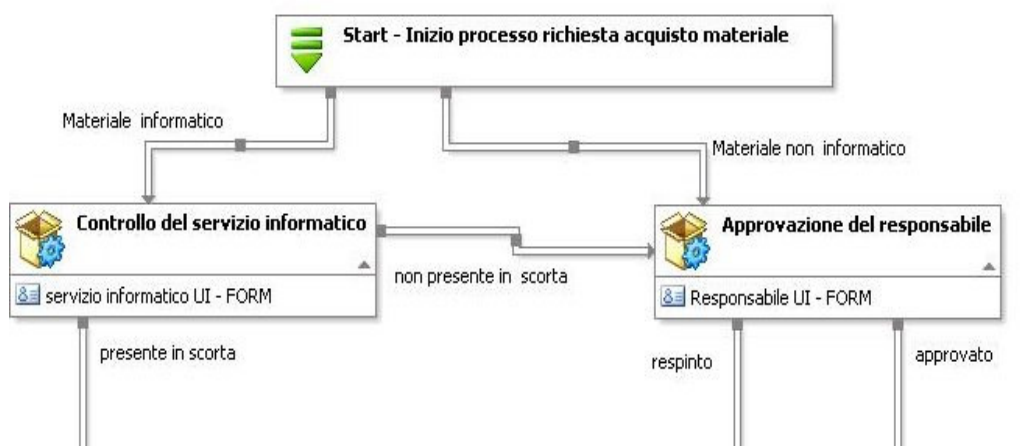 Start - Inizio processo richiesta acquisto materiale
Materiale informatico
Materiale non informatico
Controllo del servizio informatico
Approvazione del responsabile
non presente in scorta
servizio informatico UI - FORM
Responsabile UI - FORM
presente in scorta
respinto
approvato